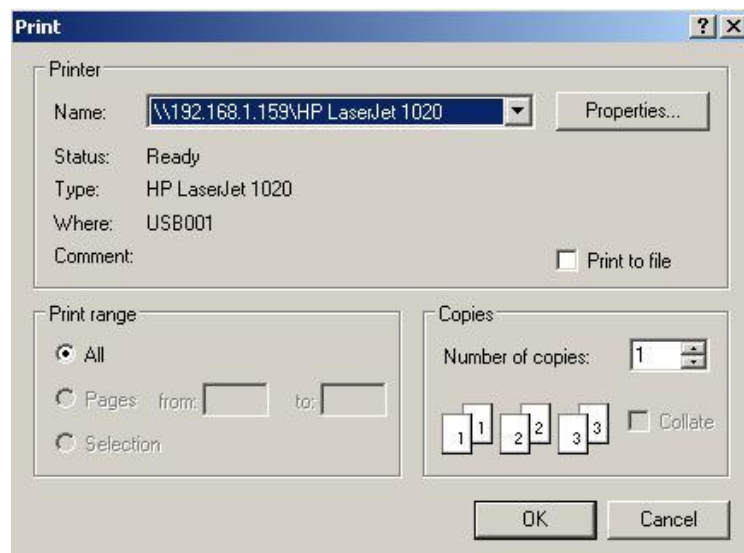 Print
Printer
Name: \\192.168.1.159\HP LaserJet 1020 Properties...
Status: Ready
Type: HP LaserJet 1020
Where: USB001
Comment: Print to file
Print range
All
Pages from: to:
Selection
Copies
Number of copies: 1
1 1 2 2 3 3 Collate
OK Cancel